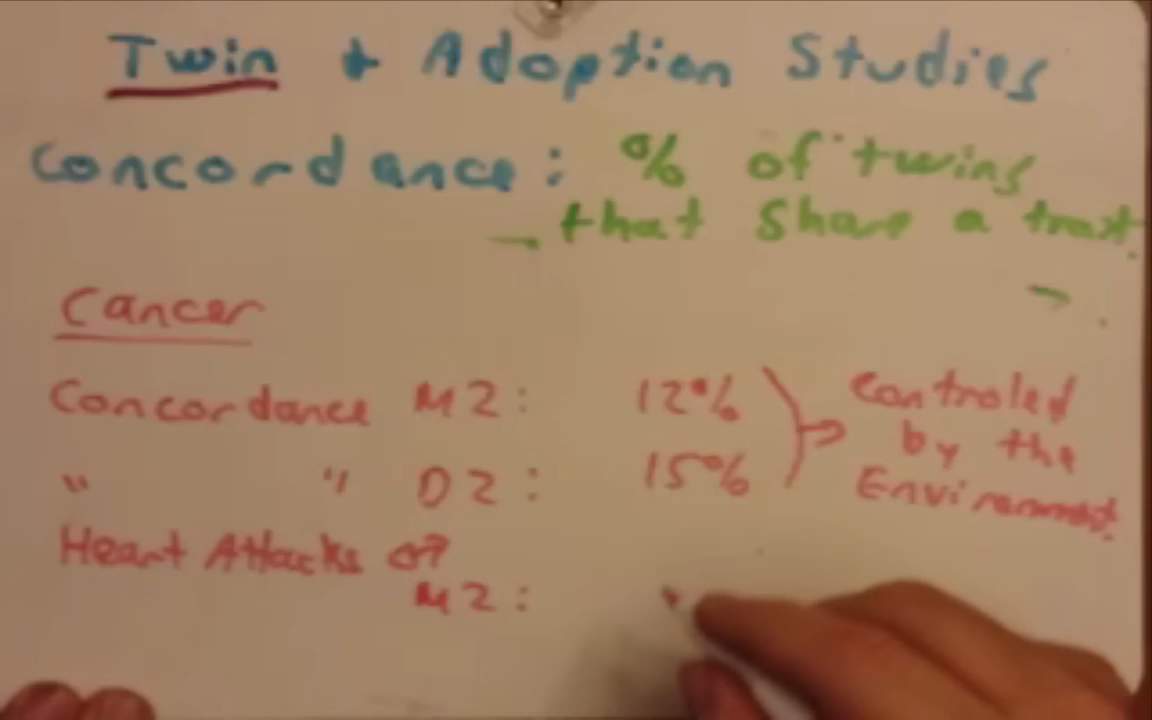 Twin + Adoption Studies
Concordance: % of twins
that share a trait.
Cancer
Concordance MZ: 12%
" " DZ: 15%
Controled
by the
Environment.
Heart Attacks ♂
MZ: